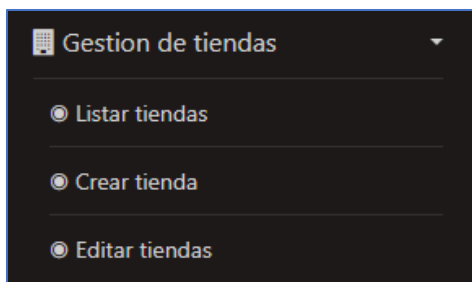 Gestion de tiendas
Listar tiendas
Crear tienda
Editar tiendas